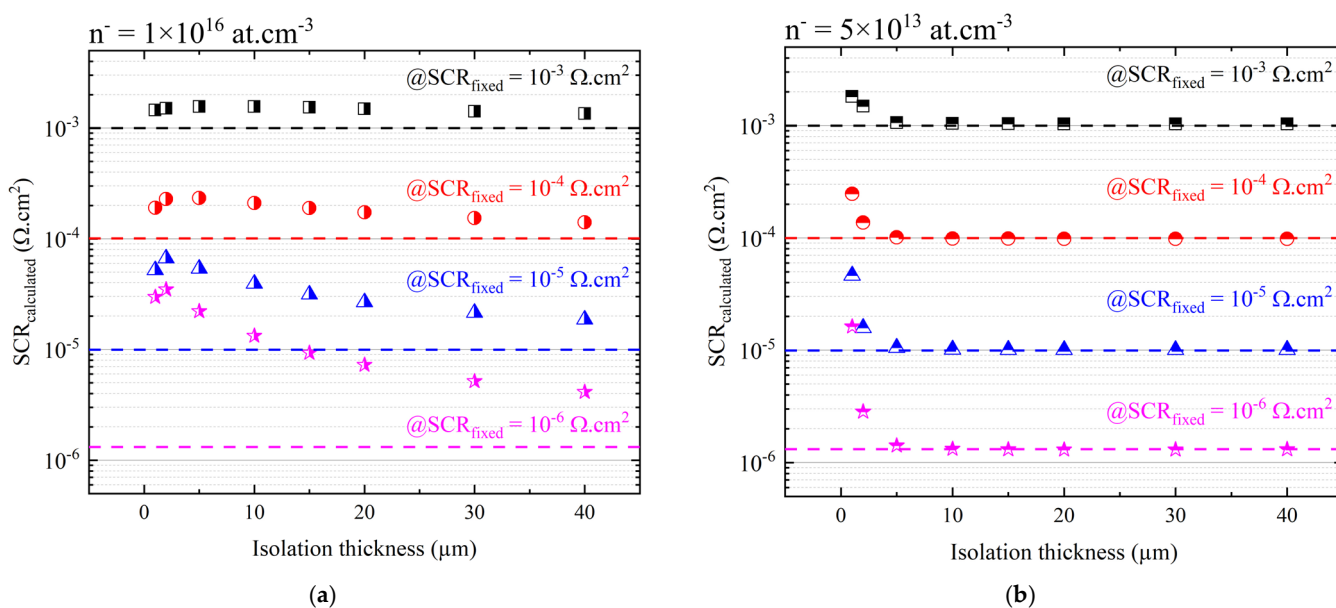 n⁻ = 1×10¹⁶ at.cm⁻³
@SCR_fixed = 10⁻³ Ω.cm²
@SCR_fixed = 10⁻⁴ Ω.cm²
@SCR_fixed = 10⁻⁵ Ω.cm²
@SCR_fixed = 10⁻⁶ Ω.cm²
10⁻³
10⁻⁴
10⁻⁵
10⁻⁶
SCR_calculated (Ω.cm²)
0 10 20 30 40
Isolation thickness (µm)
(a)
n⁻ = 5×10¹³ at.cm⁻³
@SCR_fixed = 10⁻³ Ω.cm²
@SCR_fixed = 10⁻⁴ Ω.cm²
@SCR_fixed = 10⁻⁵ Ω.cm²
@SCR_fixed = 10⁻⁶ Ω.cm²
10⁻³
10⁻⁴
10⁻⁵
10⁻⁶
SCR_calculated (Ω.cm²)
0 10 20 30 40
Isolation thickness (µm)
(b)